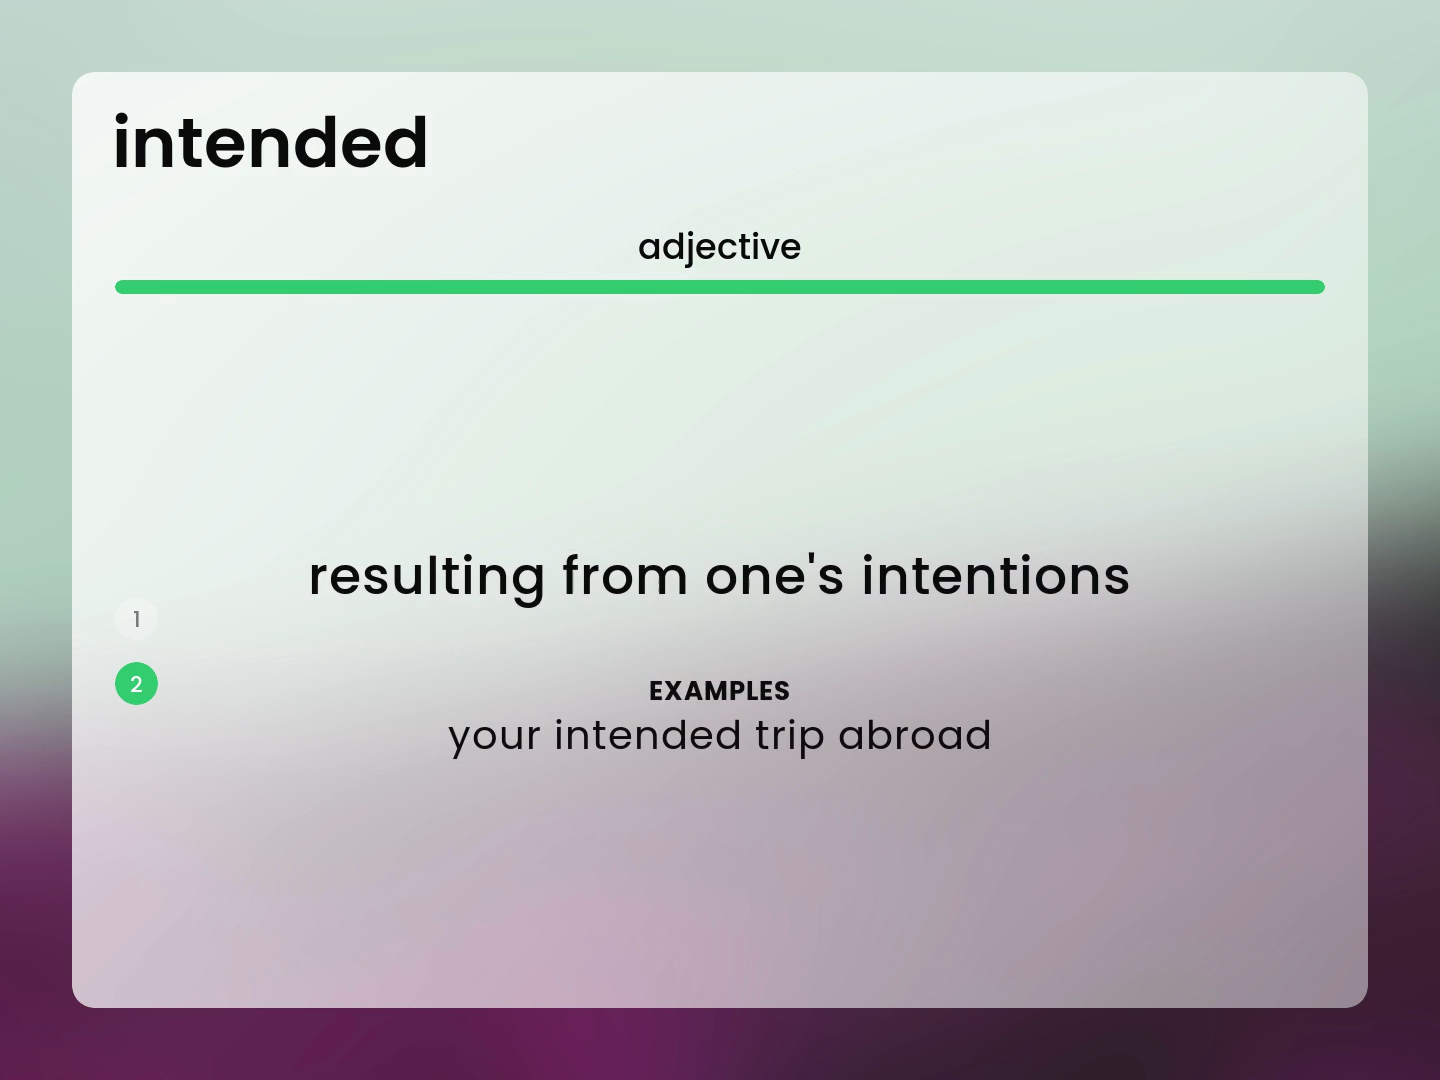 intended
adjective
resulting from one's intentions
1
2
EXAMPLES
your intended trip abroad